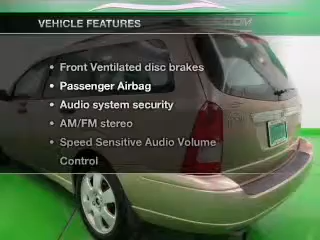 VEHICLE FEATURES
• Front Ventilated disc brakes
• Passenger Airbag
• Audio system security
• AM/FM stereo
• Speed Sensitive Audio Volume
Control